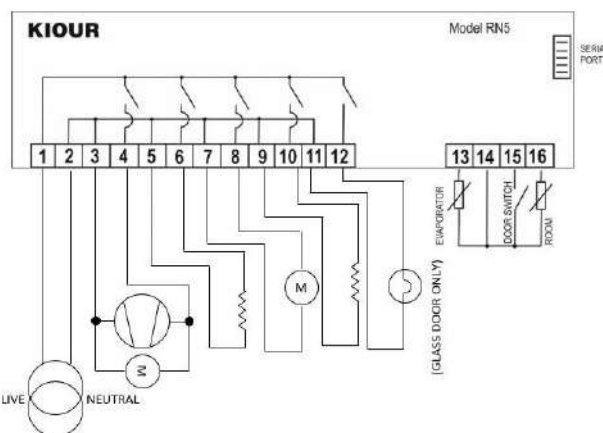 KIOUR
Model RN5
SERIA
PORT
1 2 3 4 5 6 7 8 9 10 11 12
13 14 15 16
EVAPORATOR
DOOR SWITCH
ROOM
(GLASS DOOR ONLY)
M
M
LIVE
NEUTRAL